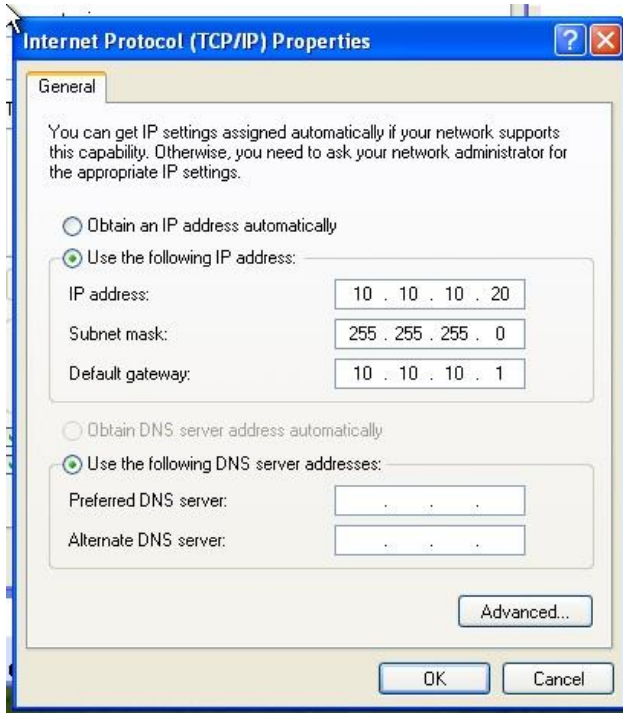 Internet Protocol (TCP/IP) Properties
General
You can get IP settings assigned automatically if your network supports
this capability. Otherwise, you need to ask your network administrator for
the appropriate IP settings.
Obtain an IP address automatically
Use the following IP address:
IP address: 10 . 10 . 10 . 20
Subnet mask: 255 . 255 . 255 . 0
Default gateway: 10 . 10 . 10 . 1
Obtain DNS server address automatically
Use the following DNS server addresses:
Preferred DNS server: . . .
Alternate DNS server: . . .
Advanced...
OK Cancel